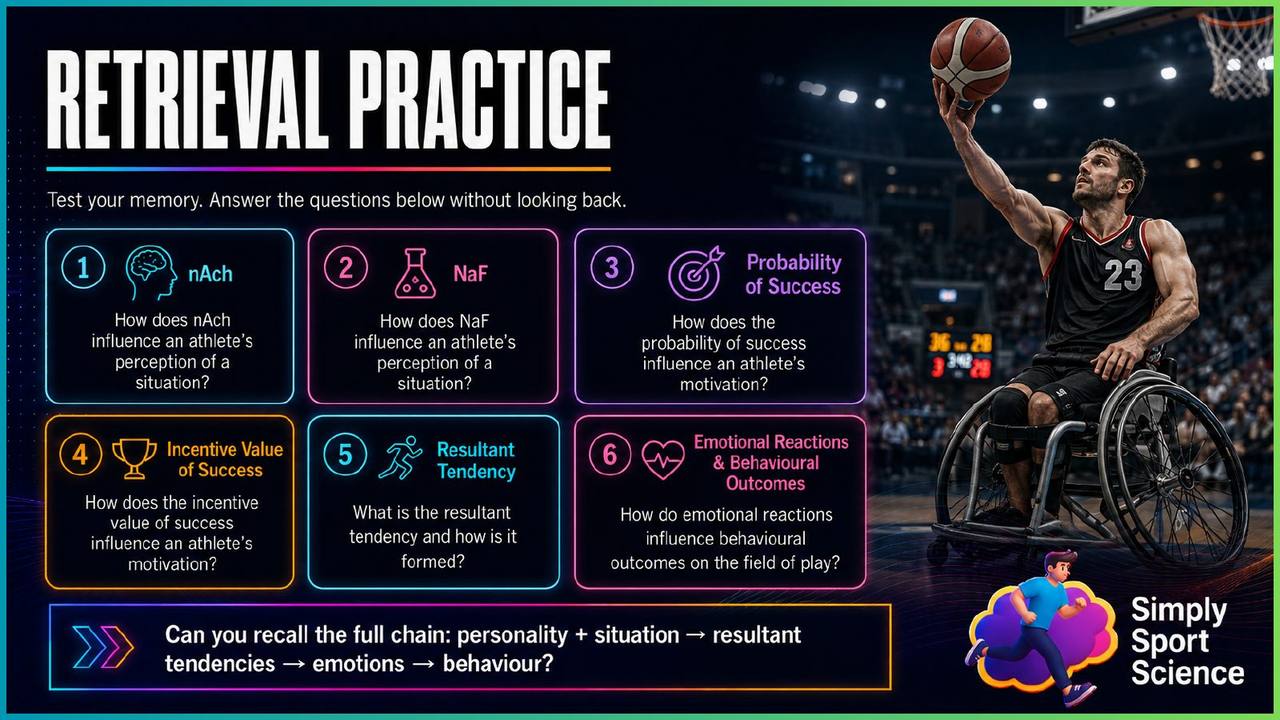 RETRIEVAL PRACTICE
Test your memory. Answer the questions below without looking back.
1
nAch
How does nAch
influence an athlete's
perception of a
situation?
2
NaF
How does NaF
influence an athlete's
perception of a
situation?
3
Probability
of Success
How does the
probability of success
influence an athlete's
motivation?
4
Incentive Value
of Success
How does the incentive
value of success
influence an athlete's
motivation?
5
Resultant
Tendency
What is the resultant
tendency and how is it
formed?
6
Emotional Reactions
& Behavioural
Outcomes
How do emotional reactions
influence behavioural
outcomes on the field of play?
Can you recall the full chain: personality + situation → resultant
tendencies → emotions → behaviour?
23
Simply
Sport
Science